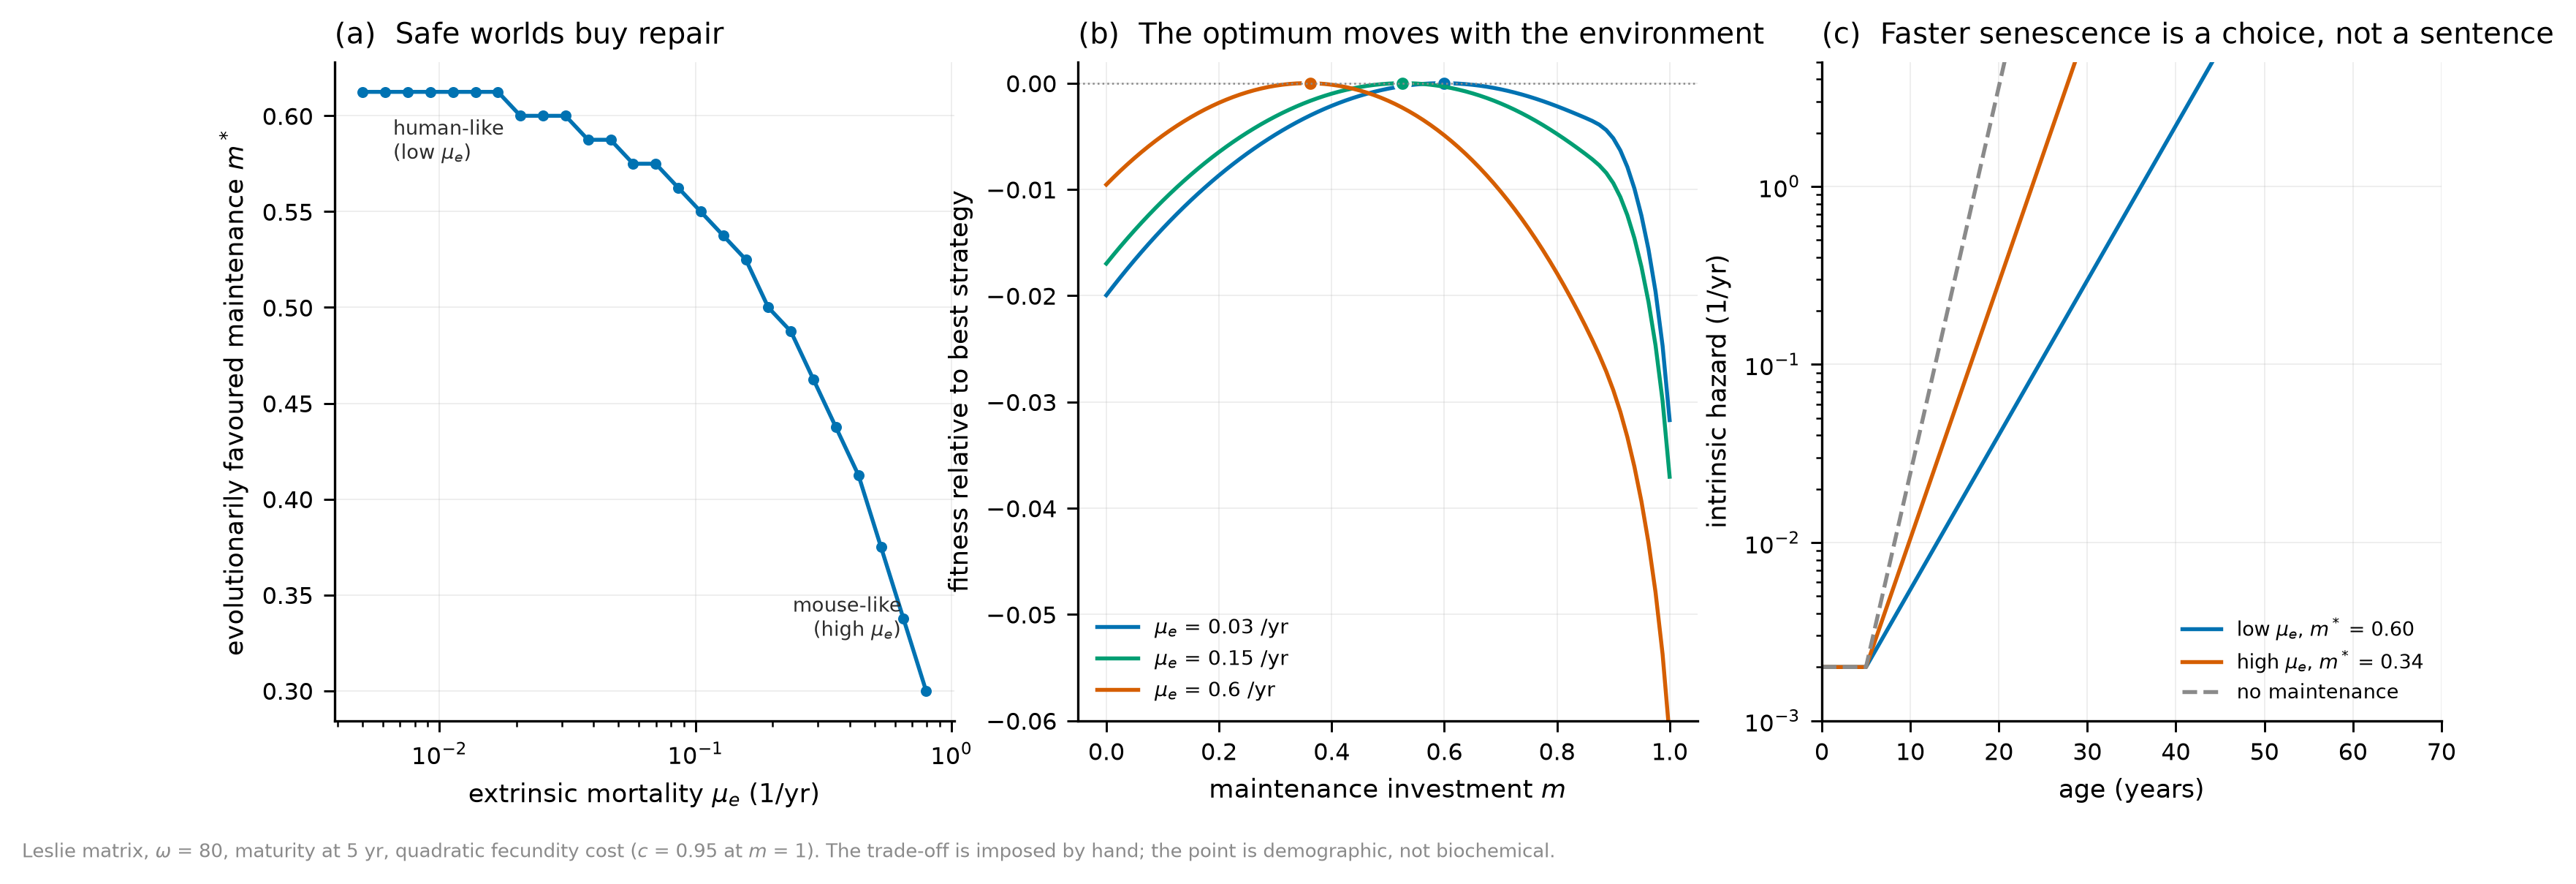 (a)  Safe worlds buy repair
evolutionarily favoured maintenance m*
0.60
0.55
0.50
0.45
0.40
0.35
0.30
human-like
(low μₑ)
mouse-like
(high μₑ)
10⁻²
10⁻¹
10⁰
extrinsic mortality μₑ (1/yr)
(b)  The optimum moves with the environment
fitness relative to best strategy
0.00
−0.01
−0.02
−0.03
−0.04
−0.05
−0.06
μₑ = 0.03 /yr
μₑ = 0.15 /yr
μₑ = 0.6 /yr
0.0 0.2 0.4 0.6 0.8 1.0
maintenance investment m
(c)  Faster senescence is a choice, not a sentence
intrinsic hazard (1/yr)
10⁰
10⁻¹
10⁻²
10⁻³
low μₑ, m* = 0.60
high μₑ, m* = 0.34
no maintenance
0 10 20 30 40 50 60 70
age (years)
Leslie matrix, ω = 80, maturity at 5 yr, quadratic fecundity cost (c = 0.95 at m = 1). The trade-off is imposed by hand; the point is demographic, not biochemical.